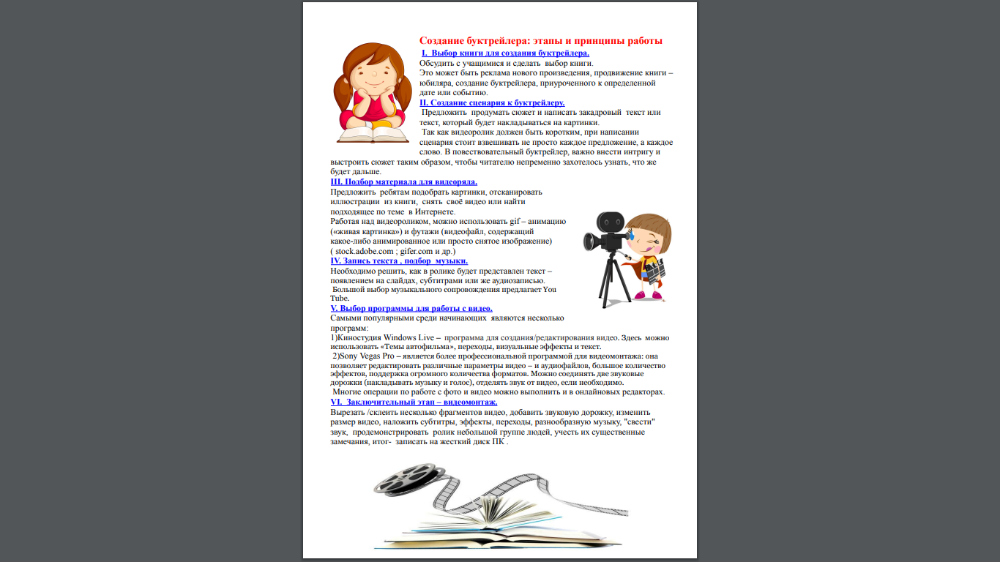 Создание буктрейлера: этапы и принципы работы
I. Выбор книги для создания буктрейлера.
Обсудить с учащимися и сделать выбор книги.
Это может быть реклама нового произведения, продвижение книги –
юбиляра, создание буктрейлера, приуроченного к определенной
дате или событию.
II. Создание сценария к буктрейлеру.
Предложить продумать сюжет и написать закадровый текст или
текст, который будет накладываться на картинки.
Так как видеоролик должен быть коротким, при написании
сценария стоит взвешивать не просто каждое предложение, а каждое
слово. В повествовательный буктрейлер, важно внести интригу и
выстроить сюжет таким образом, чтобы читателю непременно захотелось узнать, что же
будет дальше.
III. Подбор материала для видеоряда.
Предложить ребятам подобрать картинки, отсканировать
иллюстрации из книги, снять своё видео или найти
подходящее по теме в Интернете.
Работая над видеороликом, можно использовать gif – анимацию
(«живая картинка») и футажи (видеофайл, содержащий
какое-либо анимированное или просто снятое изображение)
( stock.adobe.com ; gifer.com и др.)
IV. Запись текста , подбор музыки.
Необходимо решить, как в ролике будет представлен текст –
появлением на слайдах, субтитрами или же аудиозаписью.
Большой выбор музыкального сопровождения предлагает You
Tube.
V. Выбор программы для работы с видео.
Самыми популярными среди начинающих являются несколько
программ:
1)Киностудия Windows Live – программа для создания/редактирования видео. Здесь можно
использовать «Темы автофильма», переходы, визуальные эффекты и текст.
2)Sony Vegas Pro – является более профессиональной программой для видеомонтажа: она
позволяет редактировать различные параметры видео – и аудиофайлов, большое количество
эффектов, поддержка огромного количества форматов. Можно соединять две звуковые
дорожки (накладывать музыку и голос), отделять звук от видео, если необходимо.
Многие операции по работе с фото и видео можно выполнить и в онлайновых редакторах.
VI. Заключительный этап – видеомонтаж.
Вырезать /склеить несколько фрагментов видео, добавить звуковую дорожку, изменить
размер видео, наложить субтитры, эффекты, переходы, разнообразную музыку, "свести"
звук, продемонстрировать ролик небольшой группе людей, учесть их существенные
замечания, итог- записать на жесткий диск ПК .